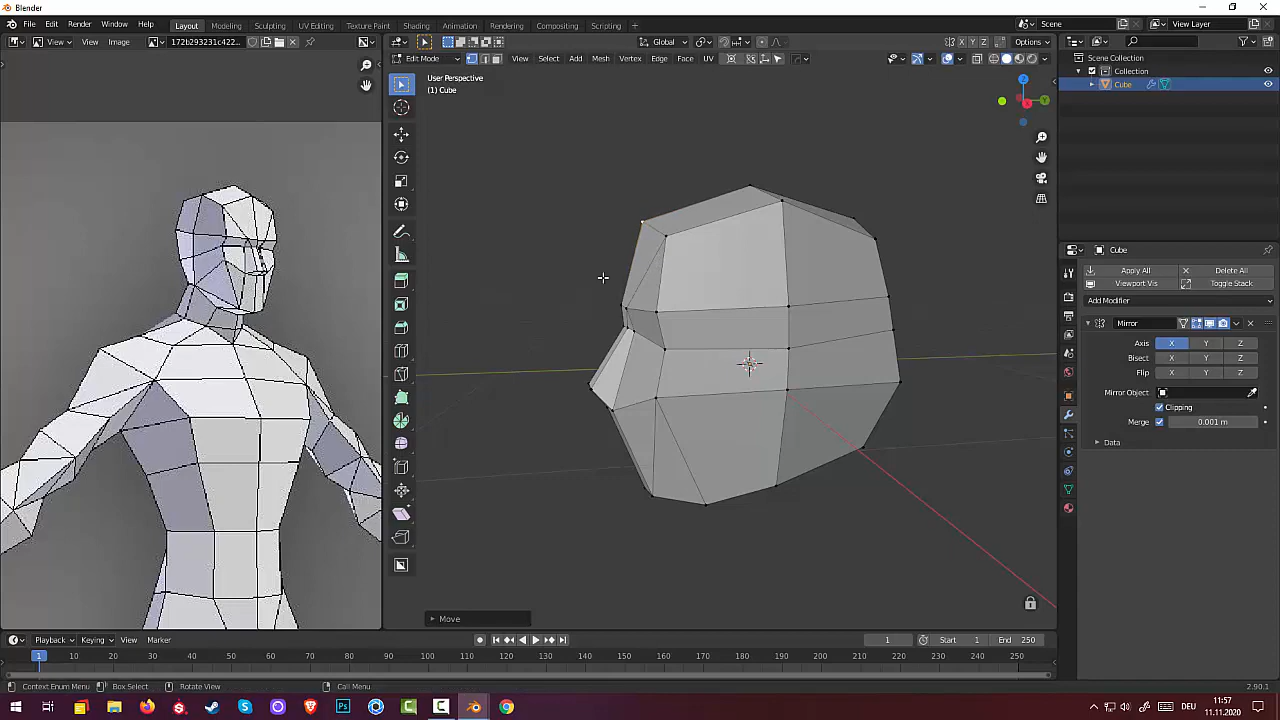 Blender
File Edit Render Window Help Layout Modeling Sculpting UV Editing Texture Paint Shading Animation Rendering Compositing Scripting + Scene View Layer
View View Image 172b293231c422... Global Options
Edit Mode View Select Add Mesh Vertex Edge Face UV X Y Z
User Perspective
(1) Cube
Z
Y
X
Move
Scene Collection
Collection
Cube
Cube
Apply All Delete All
Viewport Vis Toggle Stack
Add Modifier
Mirror
Axis X Y Z
Bisect X Y Z
Flip X Y Z
Mirror Object
Clipping
Merge 0.001 m
Data
Playback Keying View Marker 1 Start 1 End 250
1 10 20 30 40 50 60 70 80 90 100 110 120 130 140 150 160 170 180 190 200 210 220 230 240 250
Context Enum Menu Box Select Rotate View Call Menu 2.90.1
DEU 11:57
11.11.2020